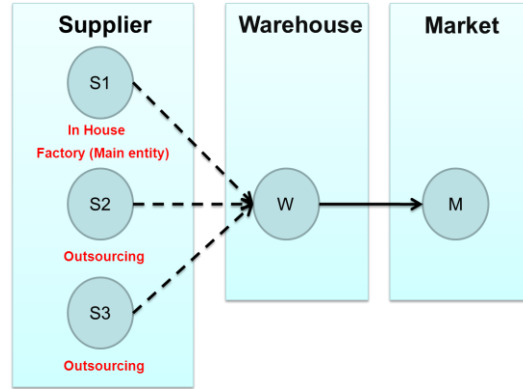 Supplier
Warehouse
Market
S1
In House
Factory (Main entity)
S2
W
M
Outsourcing
S3
Outsourcing